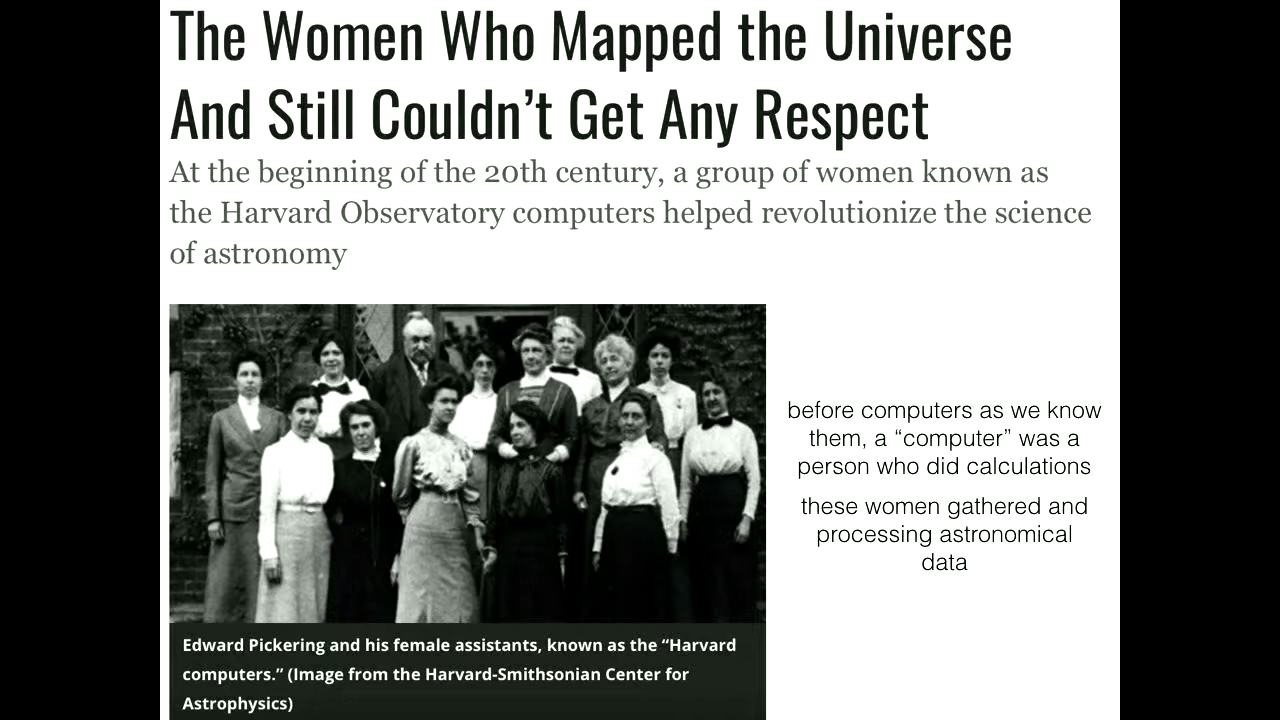 The Women Who Mapped the Universe
And Still Couldn’t Get Any Respect
At the beginning of the 20th century, a group of women known as
the Harvard Observatory computers helped revolutionize the science
of astronomy
before computers as we know
them, a “computer” was a
person who did calculations
these women gathered and
processing astronomical
data
Edward Pickering and his female assistants, known as the “Harvard
computers.” (Image from the Harvard-Smithsonian Center for
Astrophysics)